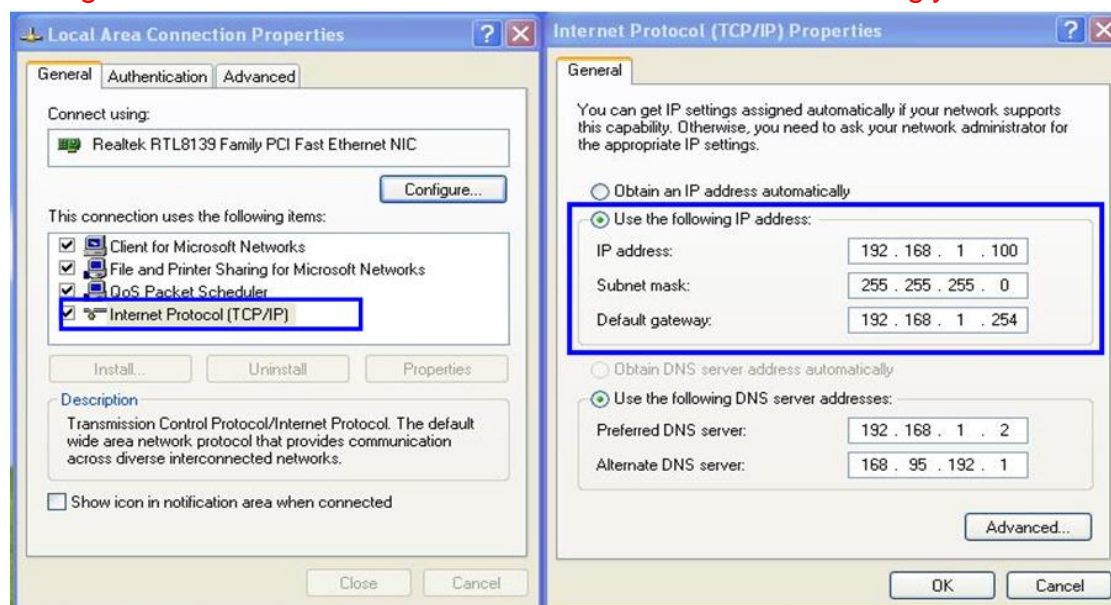 Local Area Connection Properties
General Authentication Advanced
Connect using:
Realtek RTL8139 Family PCI Fast Ethernet NIC
Configure...
This connection uses the following items:
Client for Microsoft Networks
File and Printer Sharing for Microsoft Networks
QoS Packet Scheduler
Internet Protocol (TCP/IP)
Install... Uninstall Properties
Description
Transmission Control Protocol/Internet Protocol. The default
wide area network protocol that provides communication
across diverse interconnected networks.
Show icon in notification area when connected
Close Cancel
Internet Protocol (TCP/IP) Properties
General
You can get IP settings assigned automatically if your network supports
this capability. Otherwise, you need to ask your network administrator for
the appropriate IP settings.
Obtain an IP address automatically
Use the following IP address:
IP address: 192 . 168 . 1 . 100
Subnet mask: 255 . 255 . 255 . 0
Default gateway: 192 . 168 . 1 . 254
Obtain DNS server address automatically
Use the following DNS server addresses:
Preferred DNS server: 192 . 168 . 1 . 2
Alternate DNS server: 168 . 95 . 192 . 1
Advanced...
OK Cancel